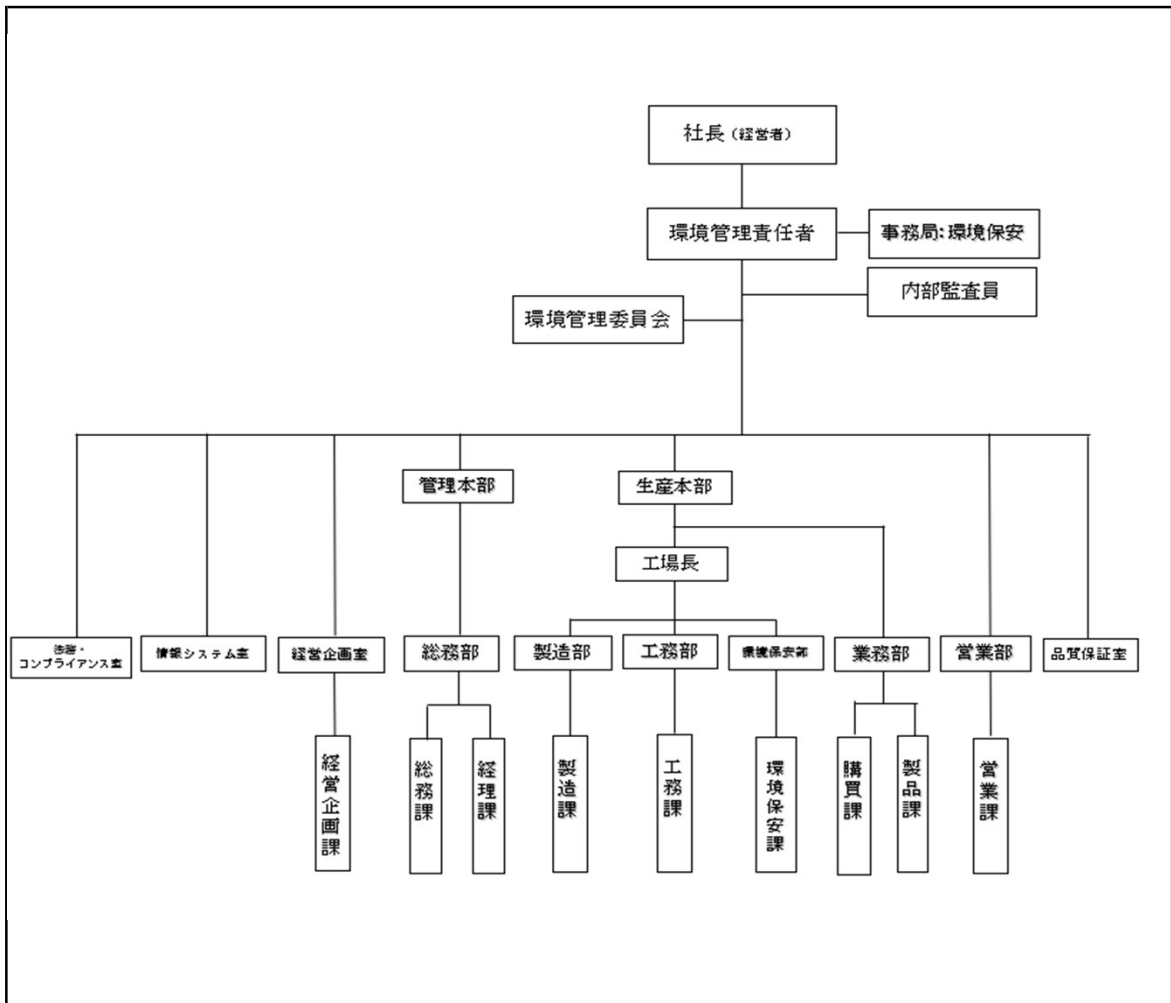 社長（経営者）
環境管理責任者
事務局:環境保安
内部監査員
環境管理委員会
管理本部
生産本部
工場長
法務・
コンプライアンス室
情報システム室
経営企画室
総務部
製造部
工務部
環境保安部
業務部
営業部
品質保証室
経営企画課
総務課
経理課
製造課
工務課
環境保安課
購買課
製品課
営業課